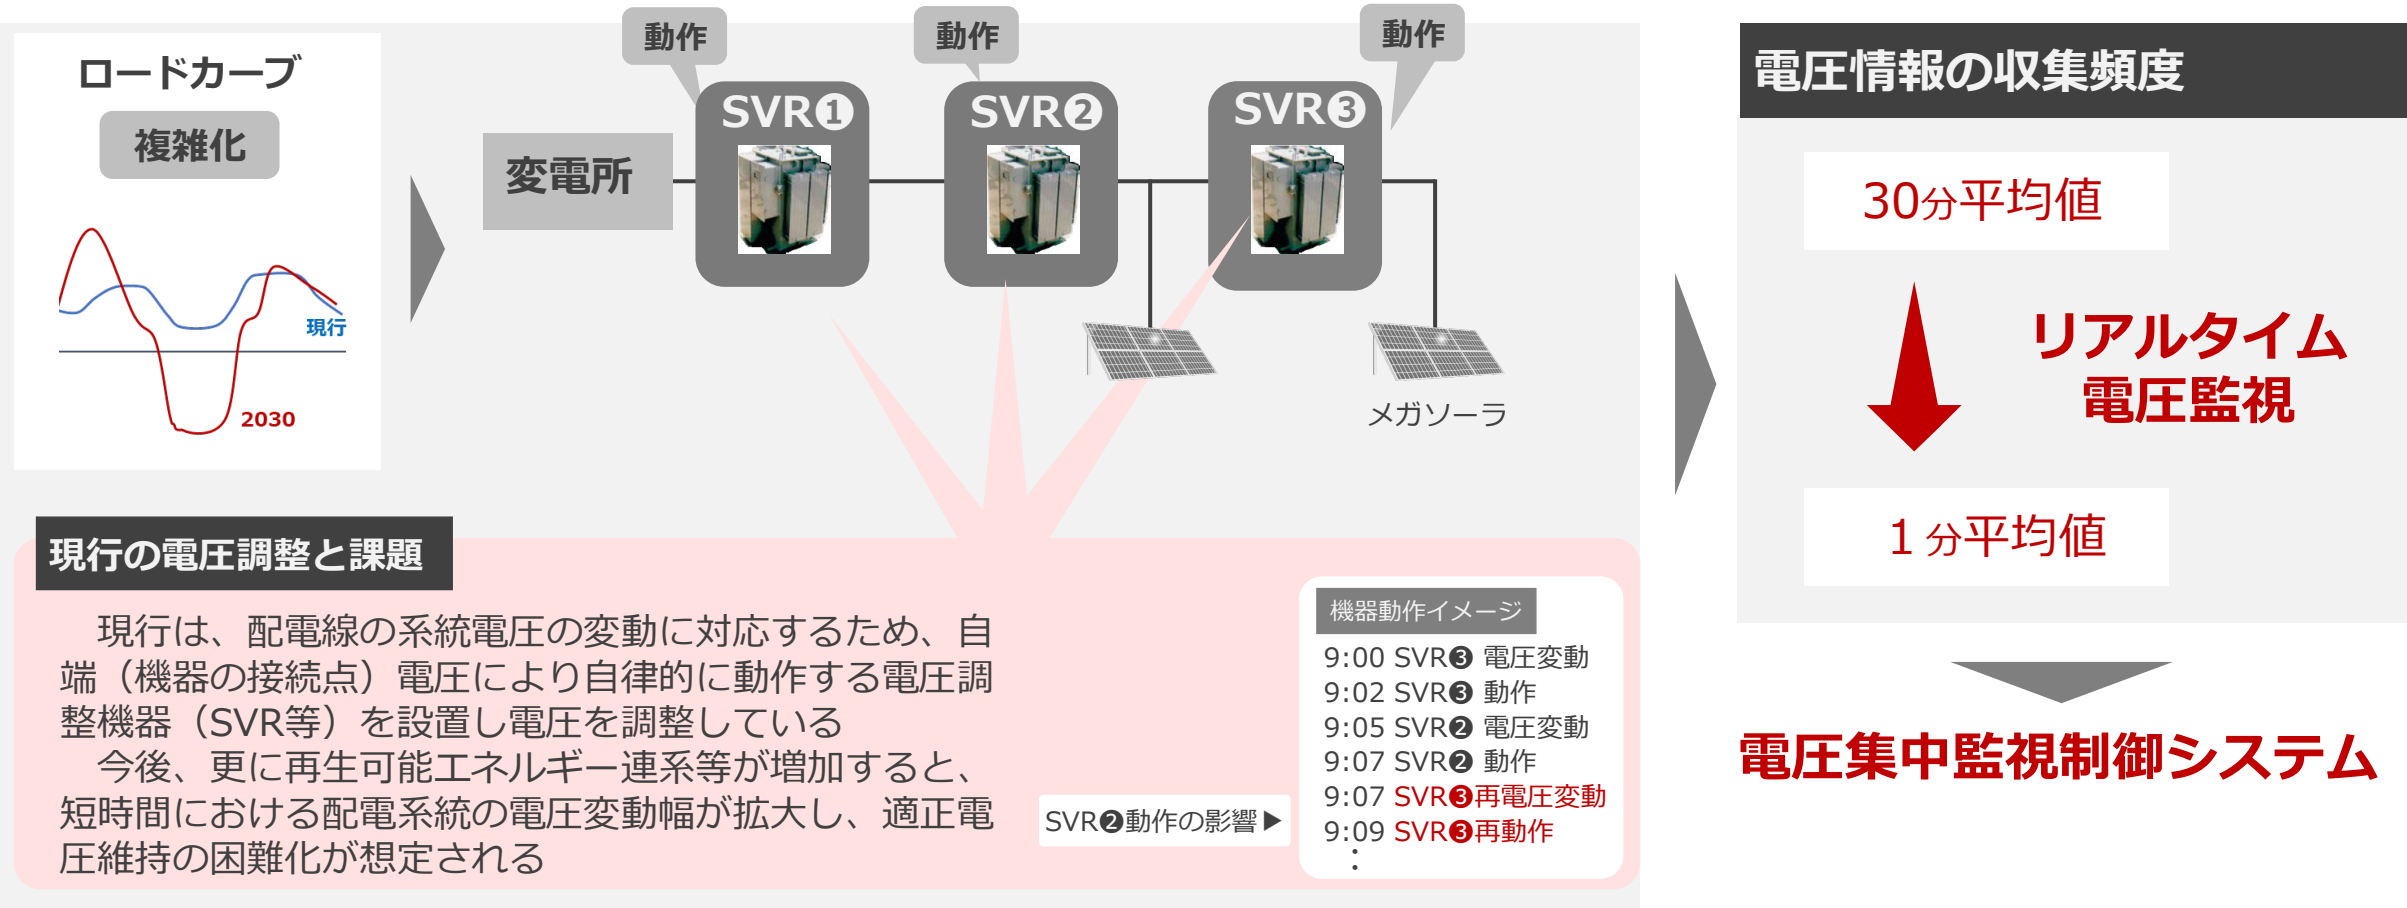 ロードカーブ
複雑化
現行
2030
変電所
動作
SVR❶
動作
SVR❷
動作
SVR❸
メガソーラ
現行の電圧調整と課題
　現行は、配電線の系統電圧の変動に対応するため、自
端（機器の接続点）電圧により自律的に動作する電圧調
整機器（SVR等）を設置し電圧を調整している
　今後、更に再生可能エネルギー連系等が増加すると、
短時間における配電系統の電圧変動幅が拡大し、適正電
圧維持の困難化が想定される
SVR❷動作の影響▶
機器動作イメージ
9:00 SVR❸ 電圧変動
9:02 SVR❸ 動作
9:05 SVR❷ 電圧変動
9:07 SVR❷ 動作
9:07 SVR❸再電圧変動
9:09 SVR❸再動作
：
電圧情報の収集頻度
30分平均値
リアルタイム
電圧監視
１分平均値
電圧集中監視制御システム